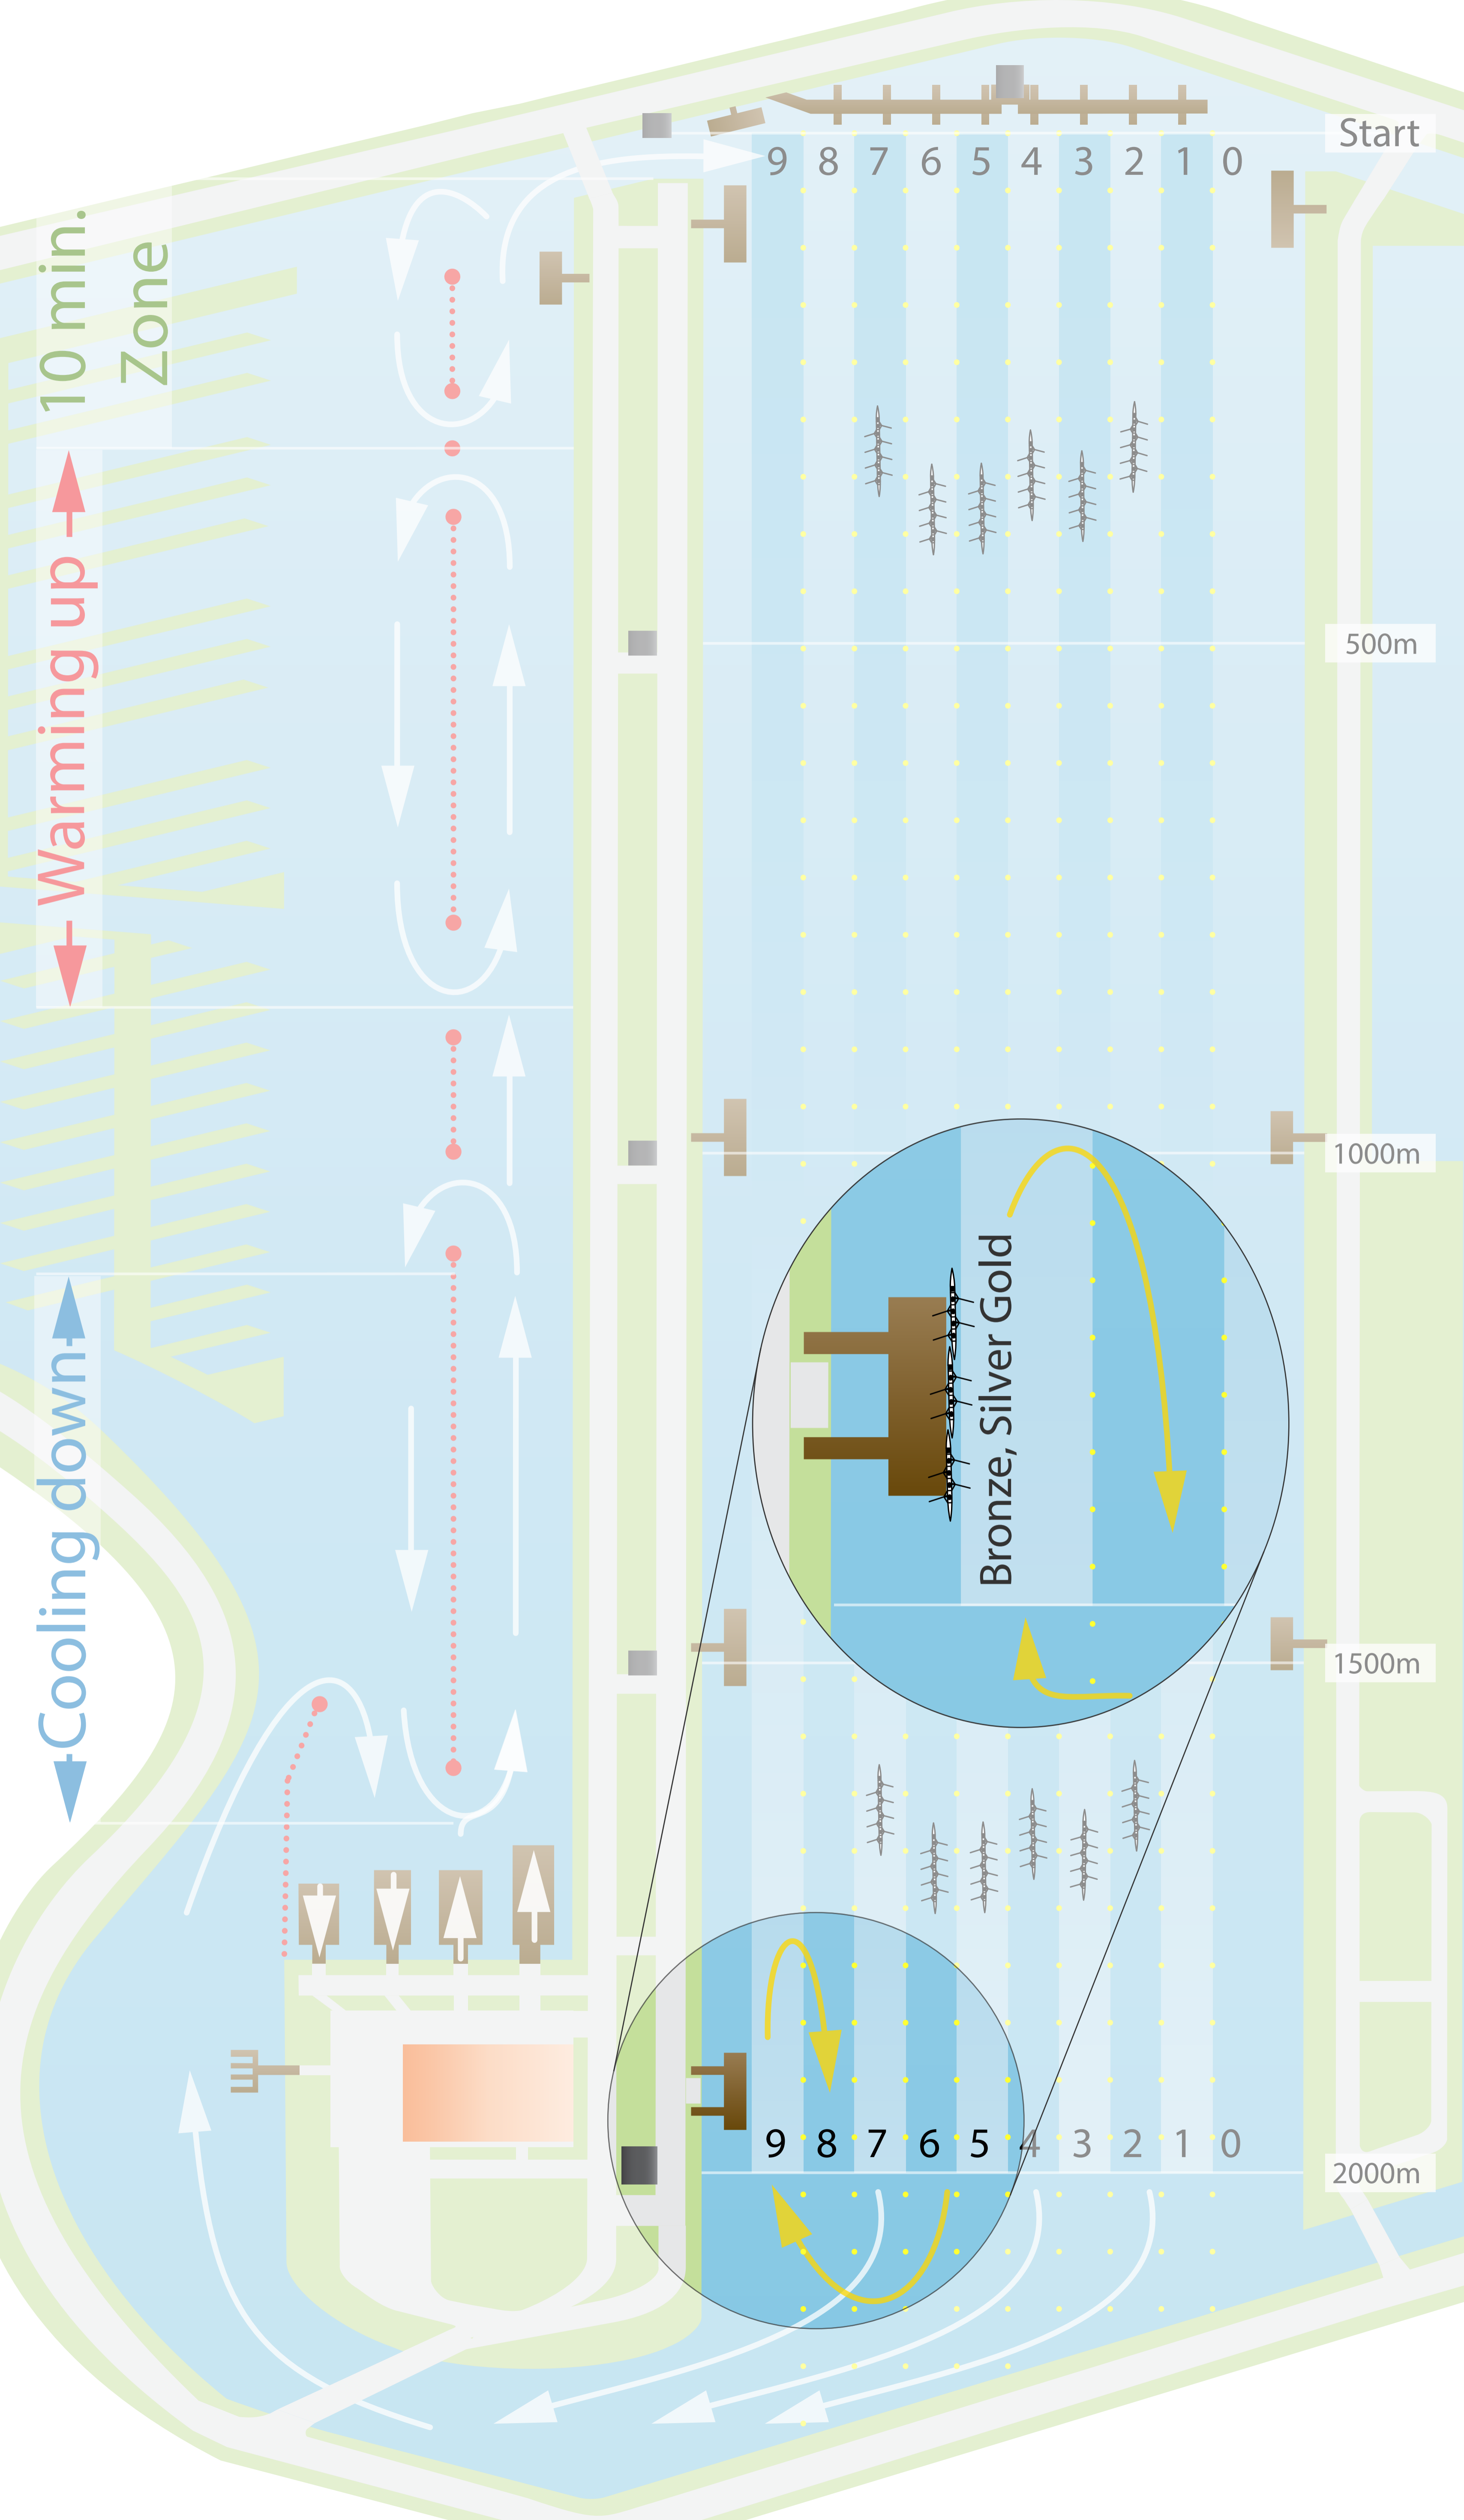 Start
9 8 7 6 5 4 3 2 1 0
10 min.
Zone
500m
Warming up
1000m
Bronze, Silver Gold
Cooling down
1500m
9 8 7 6 5 4 3 2 1 0
2000m